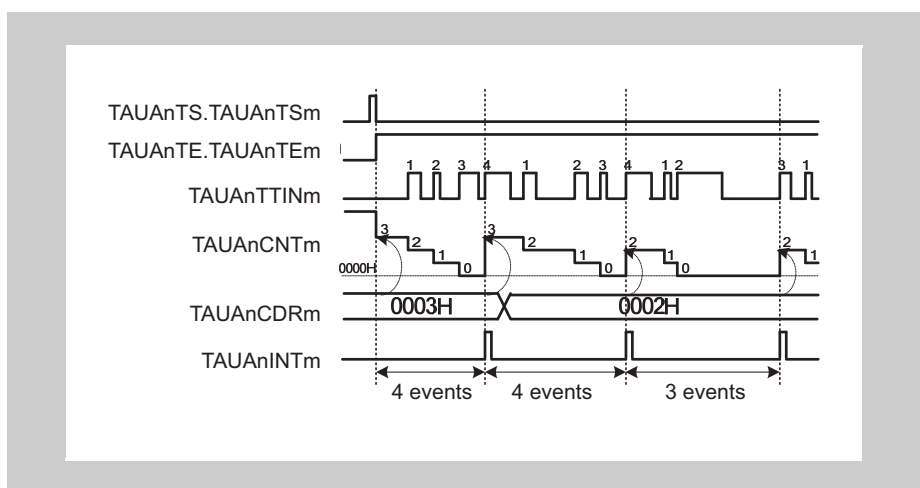 TAUAnTS.TAUAnTSm
TAUAnTE.TAUAnTEm
1 2 3 4 1 2 3 4 1 2 3 1
TAUAnTTINm
3 2 1 0 3 2 1 0 2 1 0 2 1
TAUAnCNTm
0000H
TAUAnCDRm
0003H 0002H
TAUAnINTm
4 events 4 events 3 events